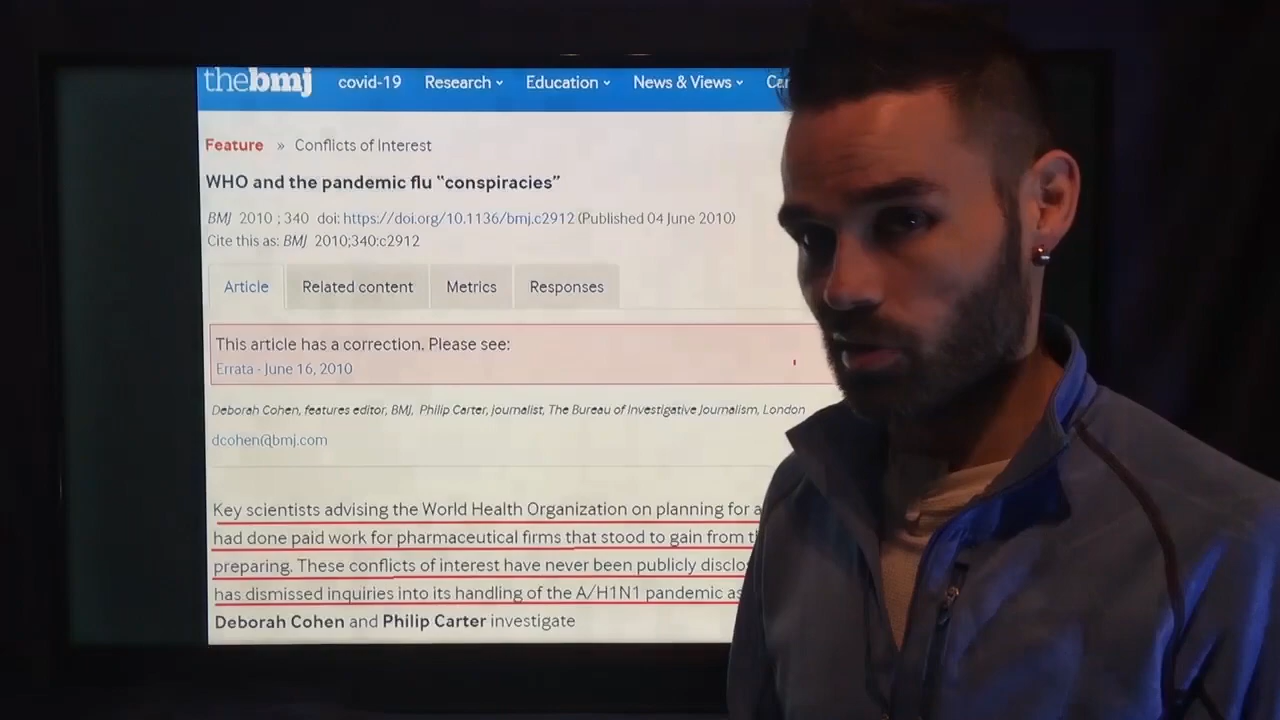 thebmj covid-19 Research Education News & Views
Feature » Conflicts of Interest
WHO and the pandemic flu "conspiracies"
BMJ 2010 ; 340 doi: https://doi.org/10.1136/bmj.c2912 (Published 04 June 2010)
Cite this as: BMJ 2010;340:c2912
Article Related content Metrics Responses
This article has a correction. Please see:
Errata - June 16, 2010
Deborah Cohen, features editor, BMJ, Philip Carter, journalist, The Bureau of Investigative Journalism, London
dcohen@bmj.com
Key scientists advising the World Health Organization on planning for a
had done paid work for pharmaceutical firms that stood to gain from
preparing. These conflicts of interest have never been publicly
has dismissed inquiries into its handling of the A/H1N1 pandemic as
Deborah Cohen and Philip Carter investigate